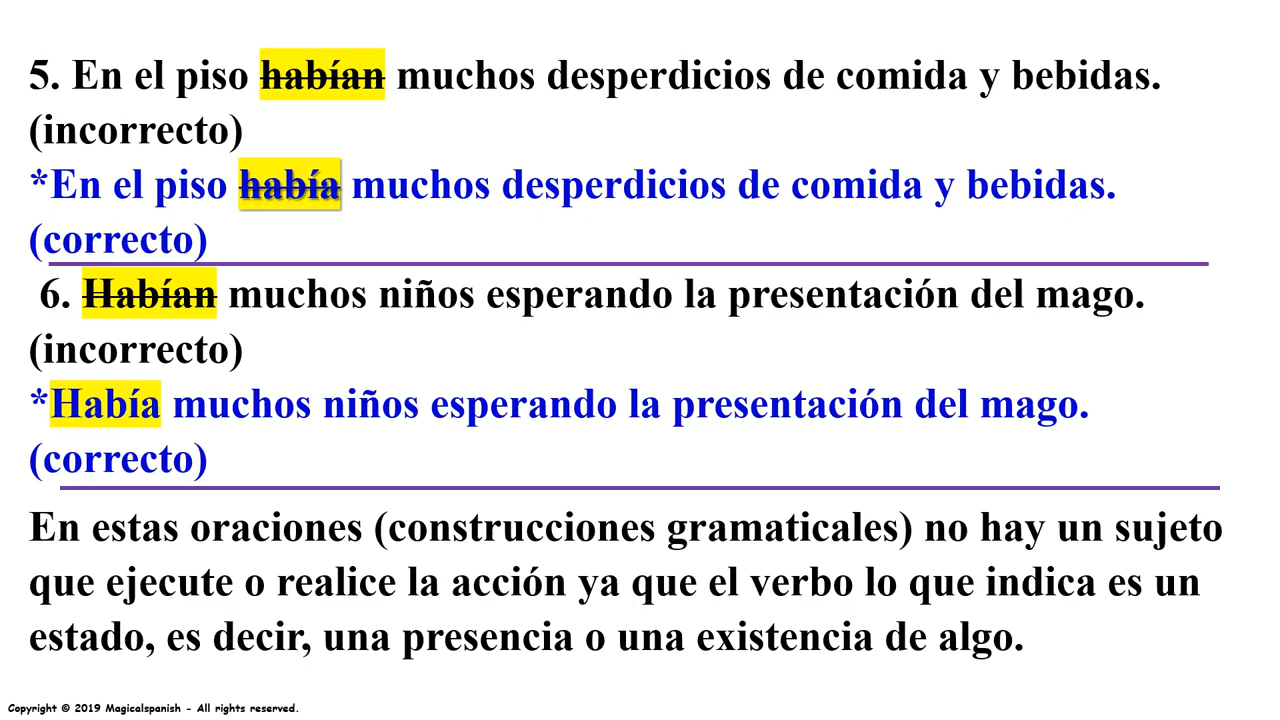 5. En el piso habían muchos desperdicios de comida y bebidas.
(incorrecto)
*En el piso había muchos desperdicios de comida y bebidas.
(correcto)
6. Habían muchos niños esperando la presentación del mago.
(incorrecto)
*Había muchos niños esperando la presentación del mago.
(correcto)
En estas oraciones (construcciones gramaticales) no hay un sujeto
que ejecute o realice la acción ya que el verbo lo que indica es un
estado, es decir, una presencia o una existencia de algo.
Copyright © 2019 Magicalspanish - All rights reserved.